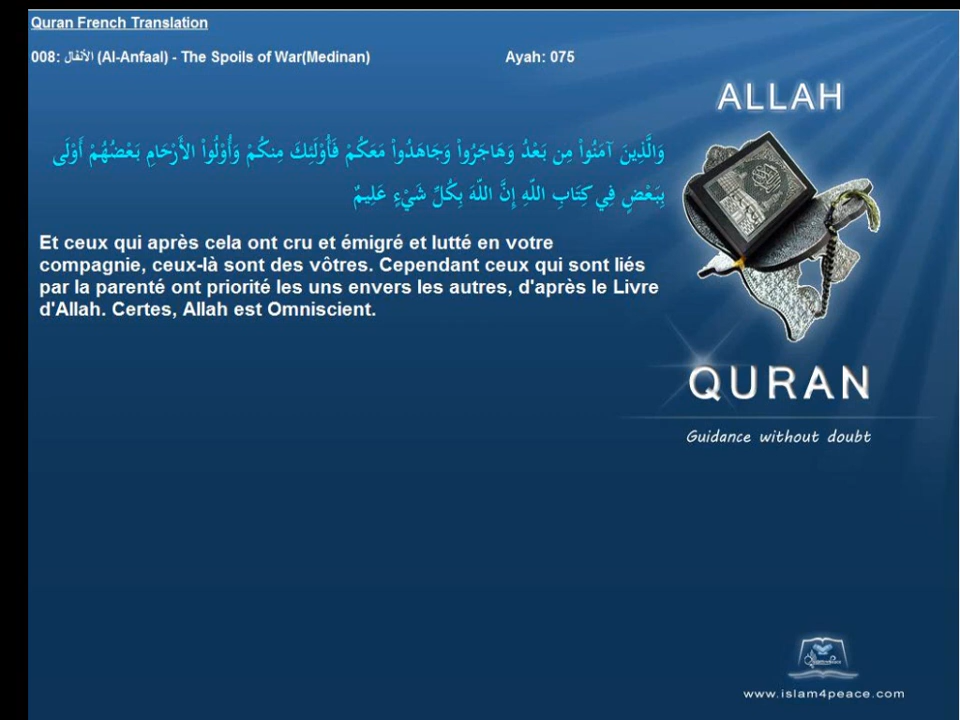 Quran French Translation
008: الأنفال (Al-Anfaal) - The Spoils of War(Medinan) Ayah: 075
ALLAH
وَالَّذِينَ آمَنُواْ مِن بَعْدُ وَهَاجَرُواْ وَجَاهَدُواْ مَعَكُمْ فَأُوْلَئِكَ مِنكُمْ وَأُوْلُواْ الأَرْحَامِ بَعْضُهُمْ أَوْلَى
بِبَعْضٍ فِي كِتَابِ اللّهِ إِنَّ اللّهَ بِكُلِّ شَيْءٍ عَلِيمٌ
Et ceux qui après cela ont cru et émigré et lutté en votre
compagnie, ceux-là sont des vôtres. Cependant ceux qui sont liés
par la parenté ont priorité les uns envers les autres, d'après le Livre
d'Allah. Certes, Allah est Omniscient.
QURAN
Guidance without doubt
www.islam4peace.com